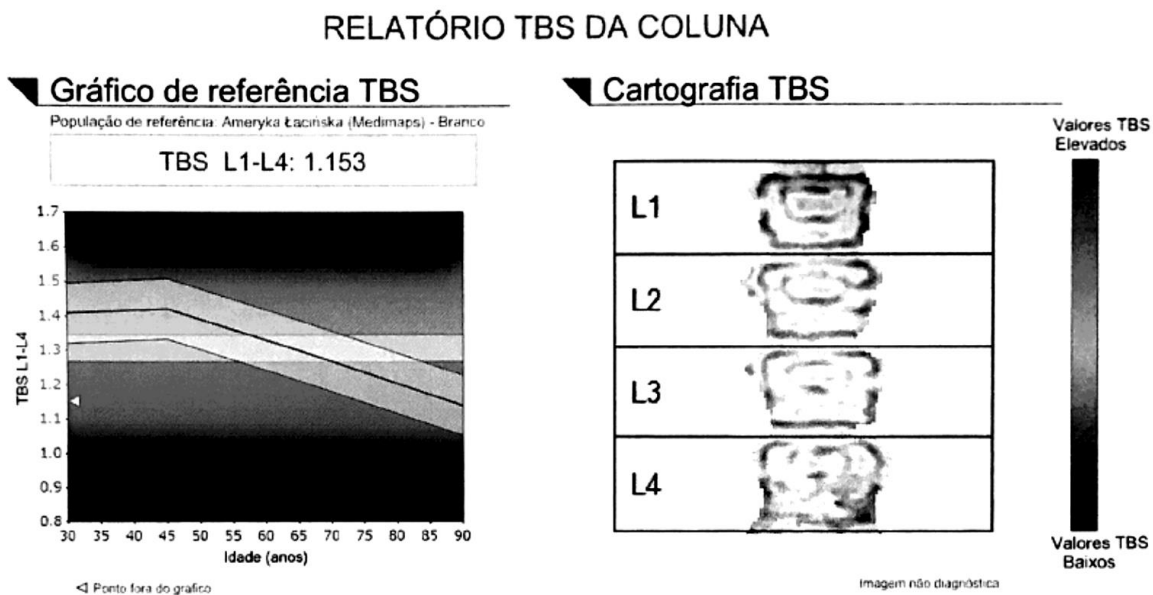 RELATÓRIO TBS DA COLUNA
Gráfico de referência TBS
População de referência: Ameryka Łacińska (Medimaps) - Branco
TBS L1-L4: 1.153
1.7
1.6
1.5
1.4
1.3
1.2
1.1
1.0
0.9
0.8
TBS L1-L4
30 35 40 45 50 55 60 65 70 75 80 85 90
Idade (anos)
Ponto fora do gráfico
Cartografia TBS
L1
L2
L3
L4
Valores TBS
Elevados
Valores TBS
Baixos
Imagem não diagnóstica